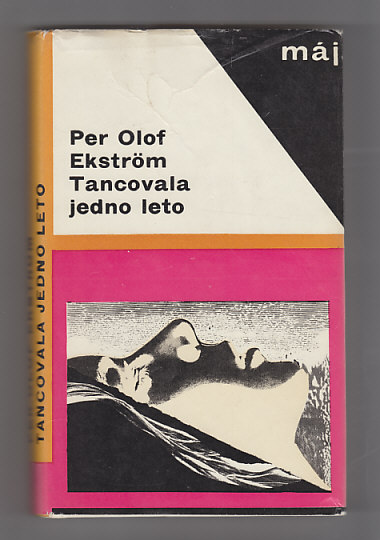 máj
Per Olof
Ekström
Tancovala
jedno leto
TANCOVALA JEDNO LETO